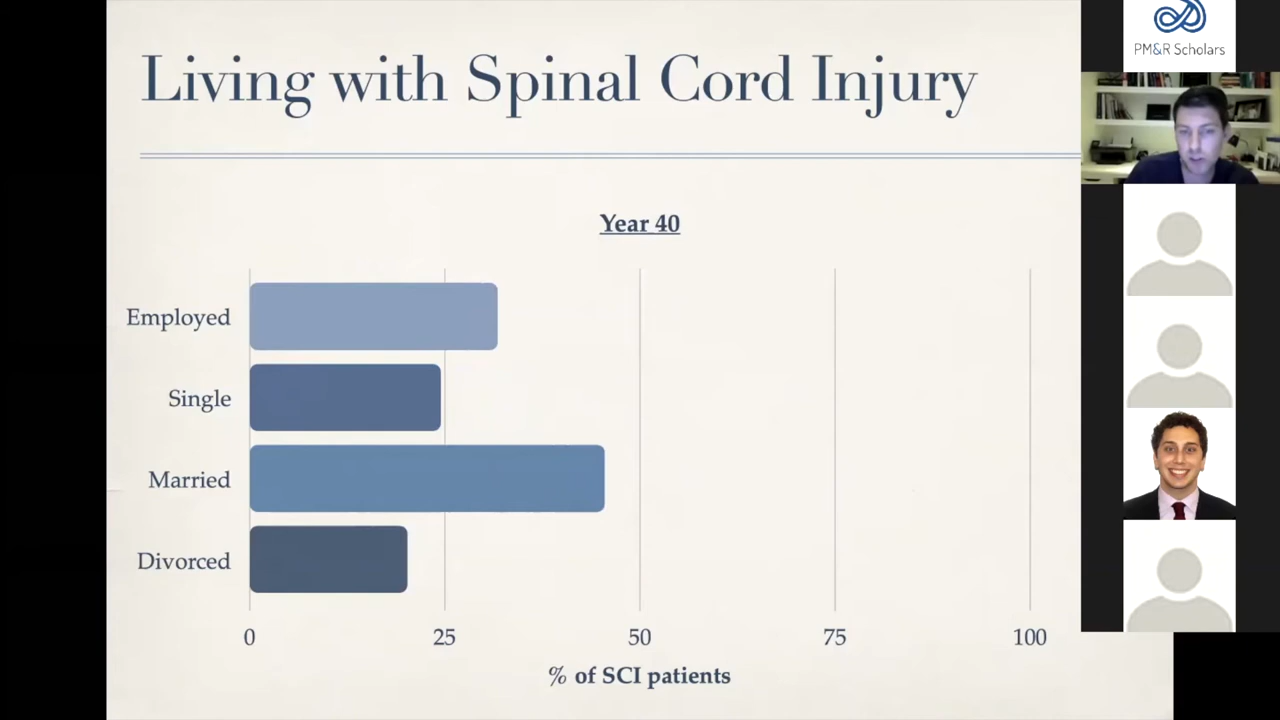 Living with Spinal Cord Injury
PM&R Scholars
Year 40
Employed
Single
Married
Divorced
0 25 50 75 100
% of SCI patients